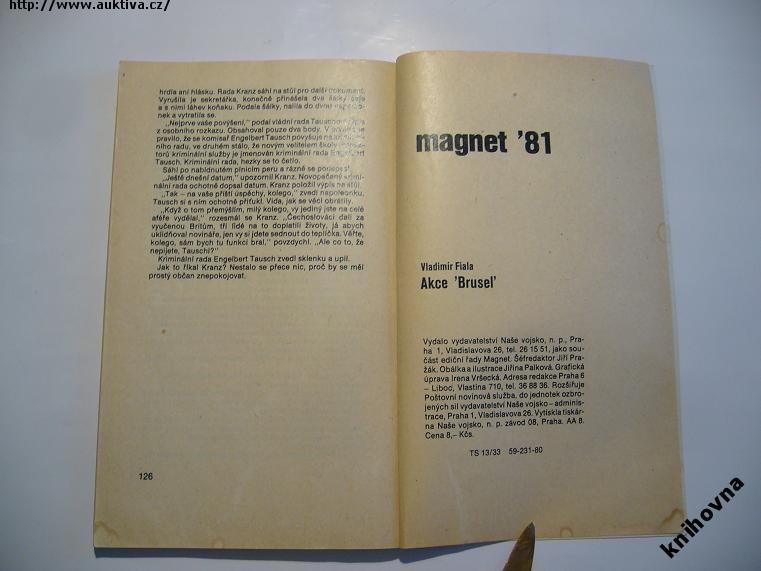 http://www.auktiva.cz/
hrdla ani hlásku. Rada Kranz sáhl na stůl pro další dokument.
Vyrušila je sekretářka, konečně přinášela dva šálky čaje
a s nimi láhev koňaku. Podala šálky, nalila do dvou
nek a vytratila se.
„Nejprve vaše povýšení," podal vládní rada Tauschovi
z osobního rozkazu. Obsahoval pouze dva body. V
pravilo, že se komisař Engelbert Tausch povyšuje na
ního radu, ve druhém stálo, že novým velitelem školy
torů kriminální služby je jmenován kriminální rada Engelbert
Tausch. Kriminální rada, hezky se to četlo.
Sáhl po nabídnutém plnicím peru a rázně se podepsal.
„Ještě dnešní datum," upozornil Kranz. Novopečený krimi-
nální rada ochotně dopsal datum. Kranz položil výpis na stůl.
„Tak – na vaše příští úspěchy, kolego," zvedl napoleonku.
Tausch si s ním ochotně přiťukl. Vida, jak se věci obrátily.
„Když o tom přemýšlím, milý kolego, vy jediný jste na celé
aféře vydělal," rozesmál se Kranz. „Čechoslováci dali za
vyučenou Britům, tři lidé na to doplatili životy, já abych
uklidňoval novináře, jen vy si jdete sednout do teplíčka. Věřte,
kolego, sám bych tu funkci bral," povzdychl. „Ale co to, že
nepijete, Tauschi?"
Kriminální rada Engelbert Tausch zvedl sklenku a upil.
Jak to říkal Kranz? Nestalo se přece nic, proč by se měl
prostý občan znepokojovat.
126
magnet '81
Vladimír Fiala
Akce 'Brusel'
Vydalo vydavatelství Naše vojsko, n. p., Pra-
ha 1, Vladislavova 26, tel. 26 15 51, jako sou-
část ediční řady Magnet. Šéfredaktor Jiří Pra-
žák. Obálka a ilustrace Jiřina Palková. Grafická
úprava Irena Vršecká. Adresa redakce Praha 6
– Liboc, Vlastina 710, tel. 36 88 36. Rozšiřuje
Poštovní novinová služba, do jednotek ozbro-
jených sil vydavatelství Naše vojsko – adminis-
trace, Praha 1, Vladislavova 26. Vytiskla tiskár-
na Naše vojsko, n. p. závod 08, Praha. AA 8.
Cena 8,– Kčs.
TS 13/33 59-231-80
knihovna